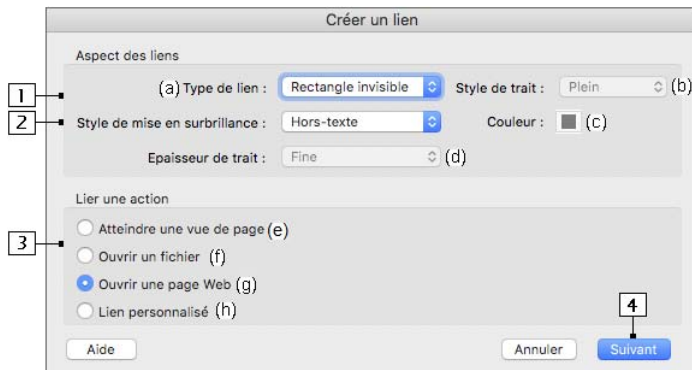 Créer un lien
Aspect des liens
1 (a) Type de lien : Rectangle invisible Style de trait : Plein (b)
2 Style de mise en surbrillance : Hors-texte Couleur : (c)
Epaisseur de trait : Fine (d)
Lier une action
Atteindre une vue de page (e)
3 Ouvrir un fichier (f)
Ouvrir une page Web (g)
Lien personnalisé (h)
4
Aide Annuler Suivant